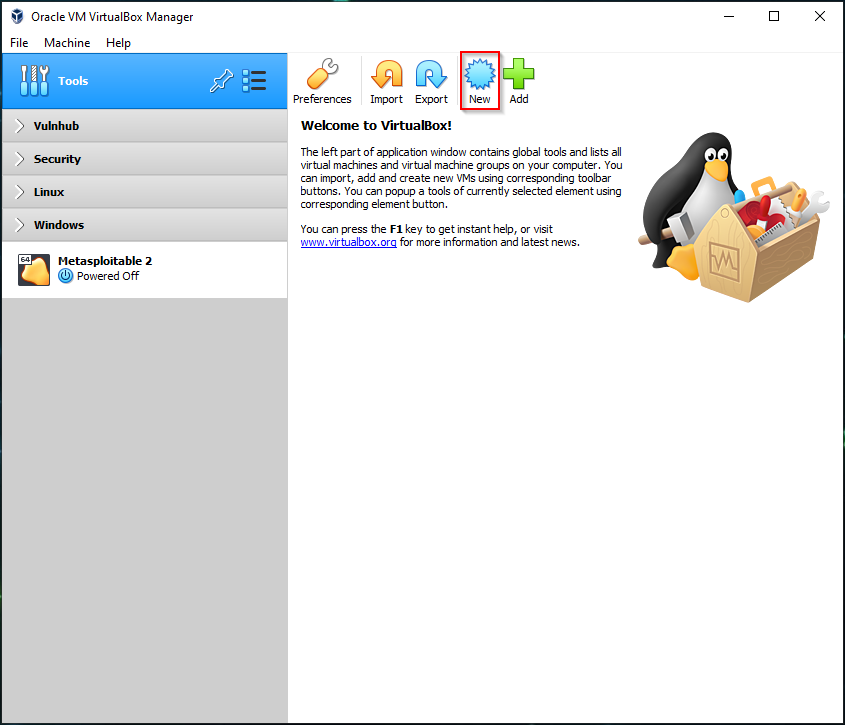 Oracle VM VirtualBox Manager
File Machine Help
Tools
Preferences Import Export New Add
Vulnhub
Security
Linux
Windows
64
Metasploitable 2
Powered Off
Welcome to VirtualBox!
The left part of application window contains global tools and lists all
virtual machines and virtual machine groups on your computer. You
can import, add and create new VMs using corresponding toolbar
buttons. You can popup a tools of currently selected element using
corresponding element button.
You can press the F1 key to get instant help, or visit
www.virtualbox.org for more information and latest news.